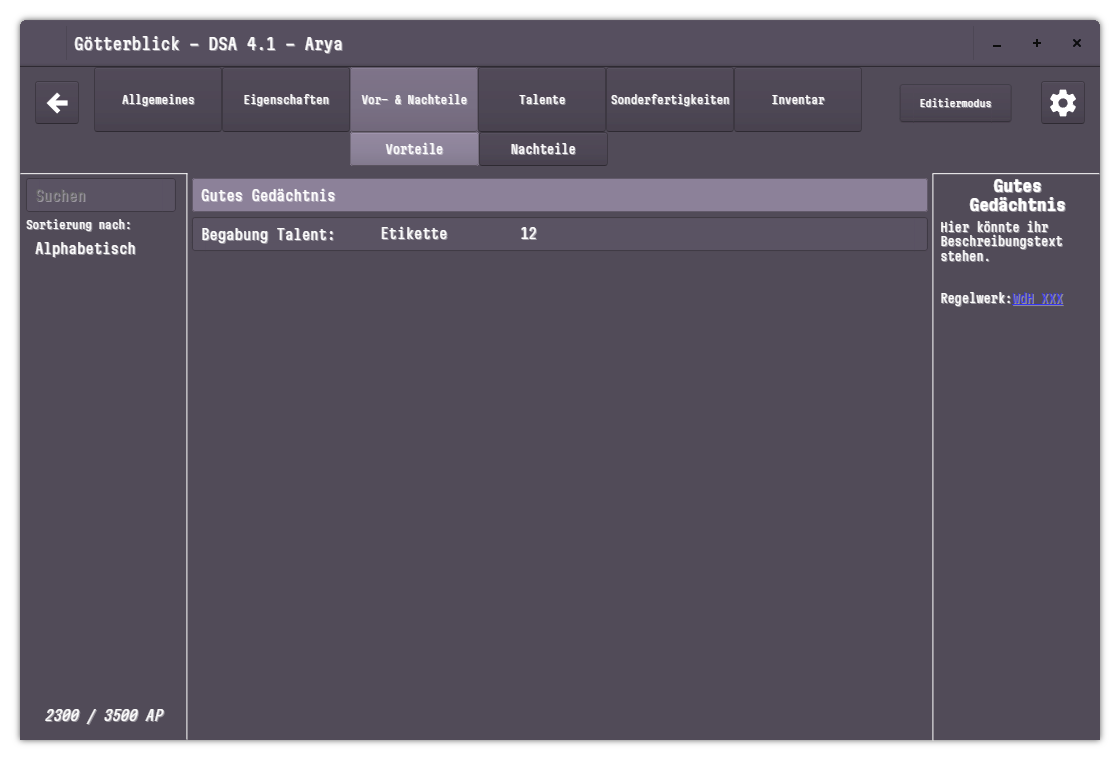 Götterblick – DSA 4.1 – Arya
Allgemeines
Eigenschaften
Vor- & Nachteile
Talente
Sonderfertigkeiten
Inventar
Editiermodus
Vorteile
Nachteile
Suchen
Sortierung nach:
Alphabetisch
2300 / 3500 AP
Gutes Gedächtnis
Begabung Talent: Etikette 12
Gutes
Gedächtnis
Hier könnte ihr
Beschreibungstext
stehen.
Regelwerk: WdH XXX